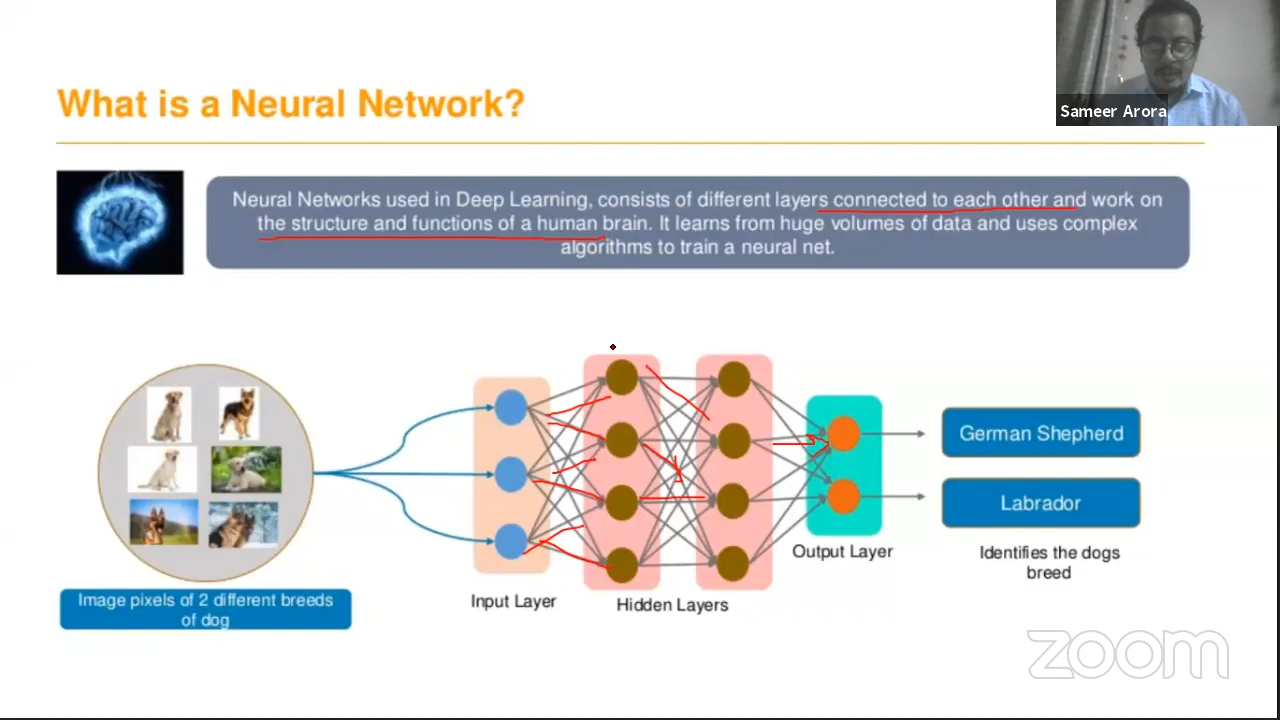 Sameer Arora
What is a Neural Network?
Neural Networks used in Deep Learning, consists of different layers connected to each other and work on
the structure and functions of a human brain. It learns from huge volumes of data and uses complex
algorithms to train a neural net.
German Shepherd
Labrador
Output Layer
Identifies the dogs
breed
Image pixels of 2 different breeds
of dog
Input Layer
Hidden Layers
zoom